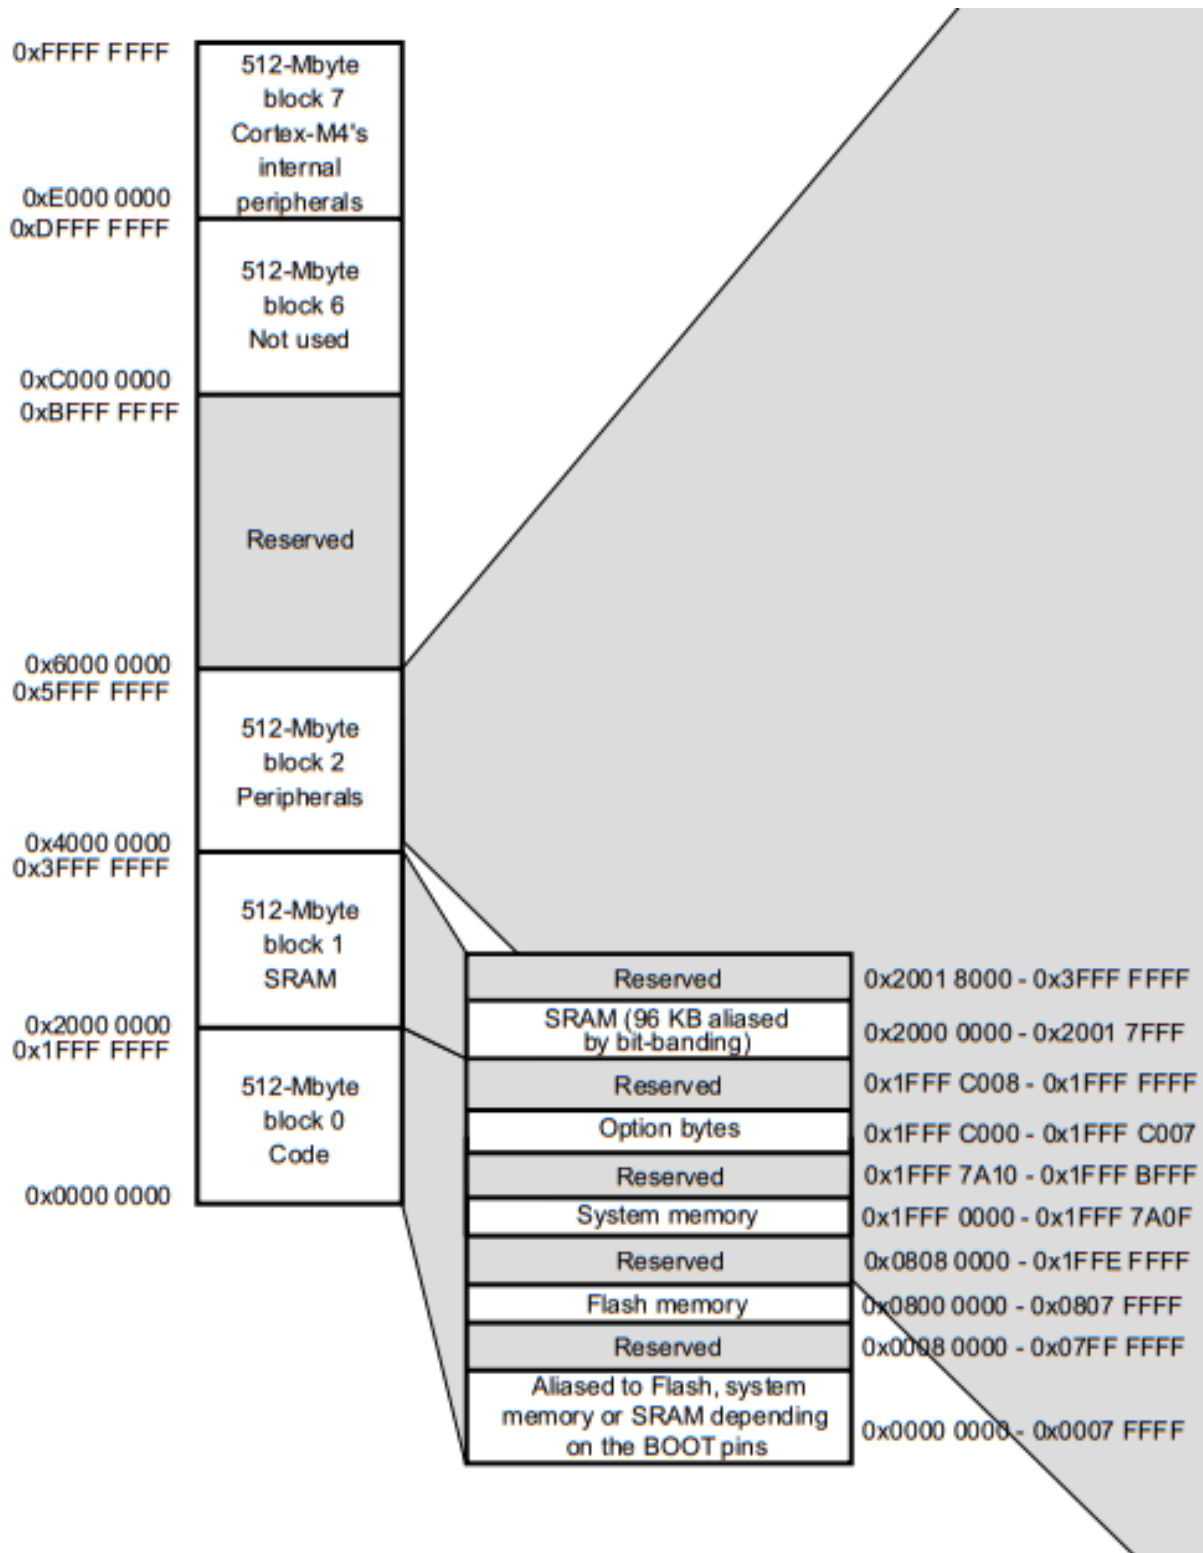 0xFFFF FFFF
512-Mbyte
block 7
Cortex-M4's
internal
peripherals
0xE000 0000
0xDFFF FFFF
512-Mbyte
block 6
Not used
0xC000 0000
0xBFFF FFFF
Reserved
0x6000 0000
0x5FFF FFFF
512-Mbyte
block 2
Peripherals
0x4000 0000
0x3FFF FFFF
512-Mbyte
block 1
SRAM
0x2000 0000
0x1FFF FFFF
512-Mbyte
block 0
Code
0x0000 0000
Reserved 0x2001 8000 - 0x3FFF FFFF
SRAM (96 KB aliased
by bit-banding) 0x2000 0000 - 0x2001 7FFF
Reserved 0x1FFF C008 - 0x1FFF FFFF
Option bytes 0x1FFF C000 - 0x1FFF C007
Reserved 0x1FFF 7A10 - 0x1FFF BFFF
System memory 0x1FFF 0000 - 0x1FFF 7A0F
Reserved 0x0808 0000 - 0x1FFE FFFF
Flash memory 0x0800 0000 - 0x0807 FFFF
Reserved 0x0008 0000 - 0x07FF FFFF
Aliased to Flash, system
memory or SRAM depending
on the BOOT pins
0x0000 0000 - 0x0007 FFFF